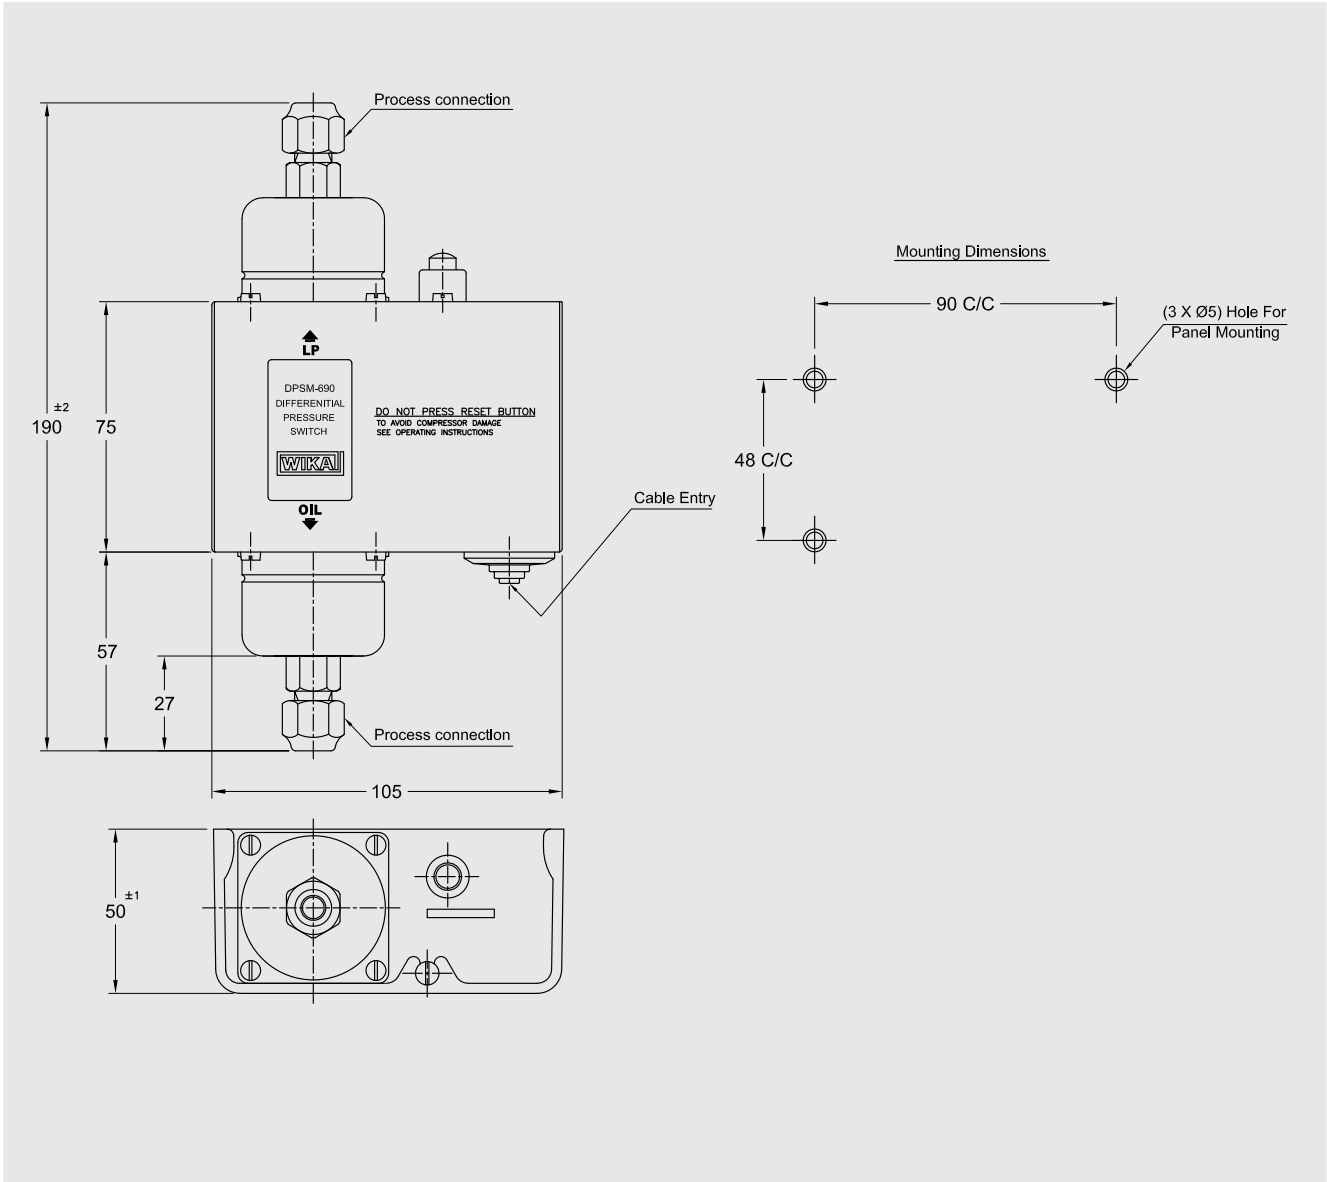 Process connection
Mounting Dimensions
90 C/C
(3 X Ø5) Hole For
Panel Mounting
LP
DPSM-690
DIFFERENITIAL
PRESSURE
SWITCH
WIKA
OIL
DO NOT PRESS RESET BUTTON
TO AVOID COMPRESSOR DAMAGE
SEE OPERATING INSTRUCTIONS
190 ±2
75
48 C/C
Cable Entry
57
27
Process connection
105
50 ±1